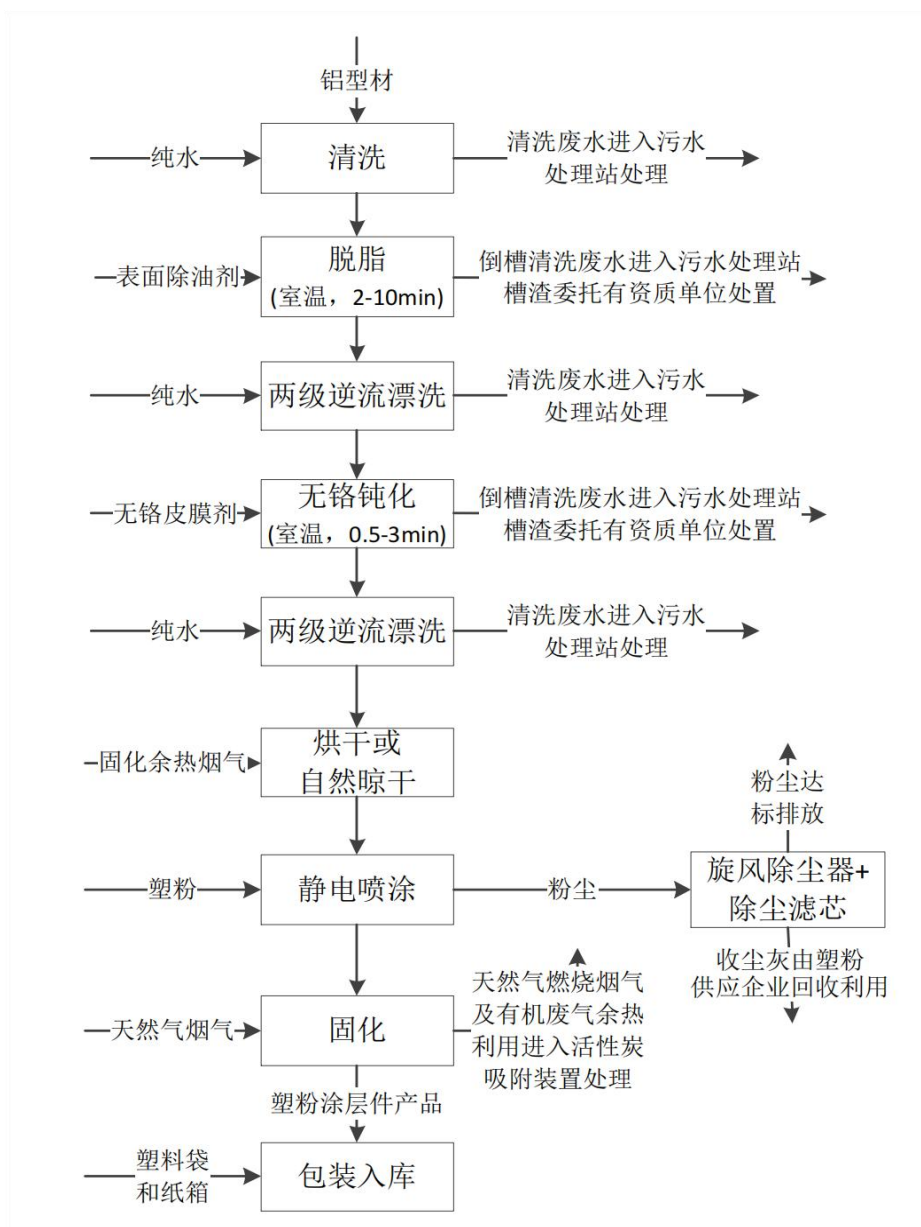 铝型材
纯水
清洗
清洗废水进入污水
处理站处理
表面除油剂
脱脂
(室温，2-10min)
倒槽清洗废水进入污水处理站
槽渣委托有资质单位处置
纯水
两级逆流漂洗
清洗废水进入污水
处理站处理
无铬皮膜剂
无铬钝化
(室温，0.5-3min)
倒槽清洗废水进入污水处理站
槽渣委托有资质单位处置
纯水
两级逆流漂洗
清洗废水进入污水
处理站处理
固化余热烟气
烘干或
自然晾干
粉尘达
标排放
塑粉
静电喷涂
粉尘
旋风除尘器+
除尘滤芯
收尘灰由塑粉
供应企业回收利用
天然气烟气
固化
天然气燃烧烟气
及有机废气余热
利用进入活性炭
吸附装置处理
塑粉涂层件产品
塑料袋
和纸箱
包装入库